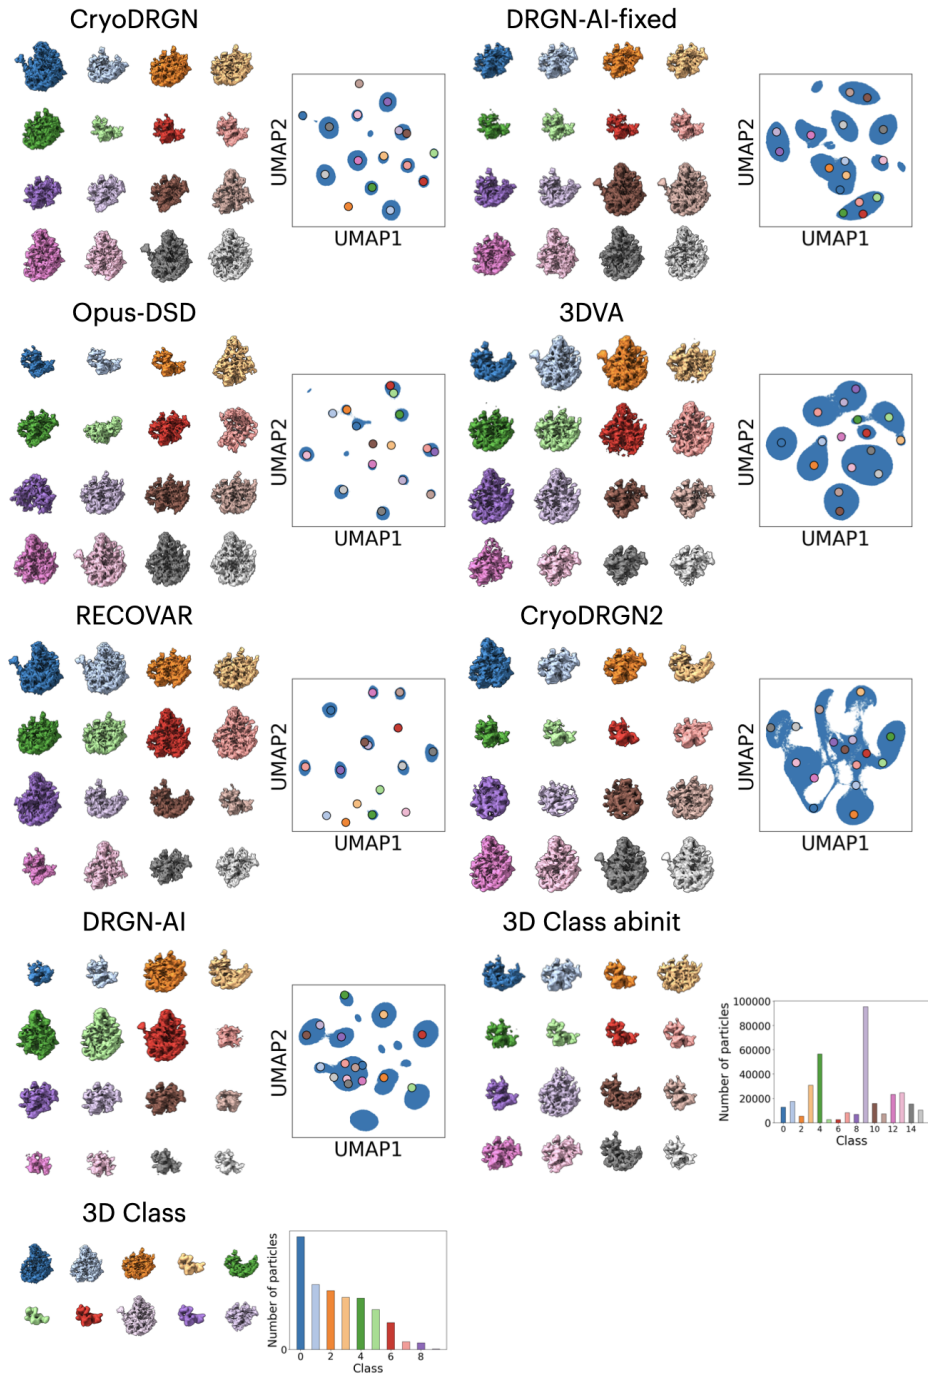 CryoDRGN
UMAP2
UMAP1
DRGN-AI-fixed
UMAP2
UMAP1
Opus-DSD
UMAP2
UMAP1
3DVA
UMAP2
UMAP1
RECOVAR
UMAP2
UMAP1
CryoDRGN2
UMAP2
UMAP1
DRGN-AI
UMAP2
UMAP1
3D Class abinit
Number of particles
100000
80000
60000
40000
20000
0
0 2 4 6 8 10 12 14
Class
3D Class
Number of particles
0
0 2 4 6 8
Class